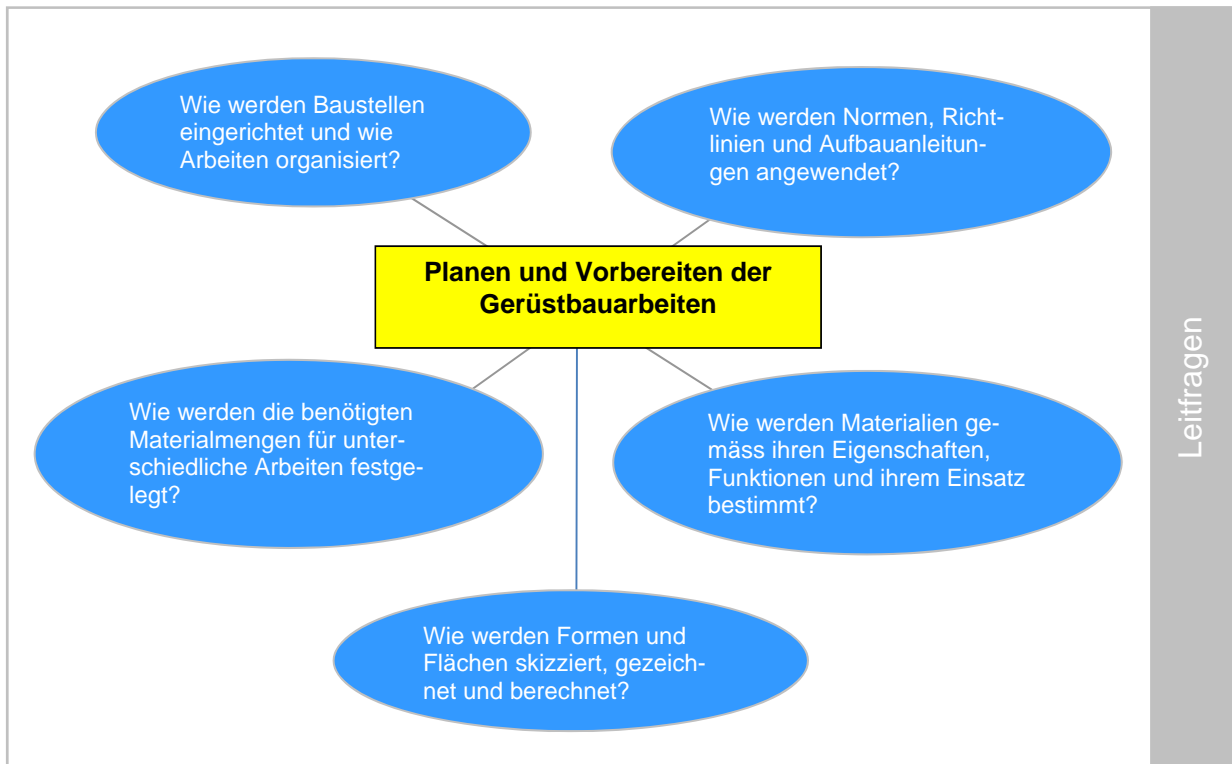 Wie werden Baustellen
eingerichtet und wie
Arbeiten organisiert?
Wie werden Normen, Richt-
linien und Aufbauanleitun-
gen angewendet?
Planen und Vorbereiten der
Gerüstbauarbeiten
Wie werden die benötigten
Materialmengen für unter-
schiedliche Arbeiten festge-
legt?
Wie werden Materialien ge-
mäss ihren Eigenschaften,
Funktionen und ihrem Einsatz
bestimmt?
Wie werden Formen und
Flächen skizziert, gezeich-
net und berechnet?
Leitfragen